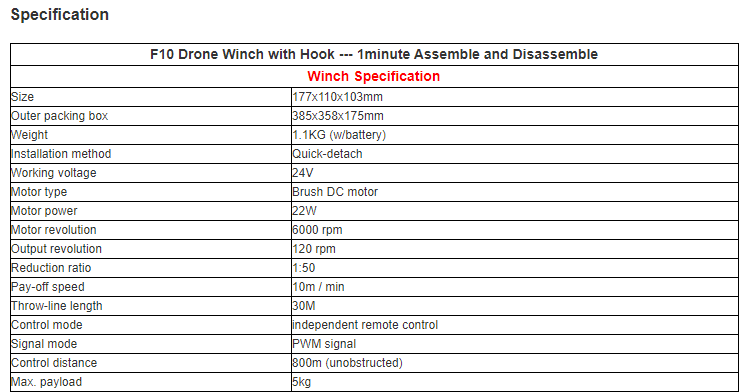 Specification
F10 Drone Winch with Hook --- 1minute Assemble and Disassemble
Winch Specification
Size 177x110x103mm
Outer packing box 385x358x175mm
Weight 1.1KG (w/battery)
Installation method Quick-detach
Working voltage 24V
Motor type Brush DC motor
Motor power 22W
Motor revolution 6000 rpm
Output revolution 120 rpm
Reduction ratio 1:50
Pay-off speed 10m / min
Throw-line length 30M
Control mode independent remote control
Signal mode PWM signal
Control distance 800m (unobstructed)
Max. payload 5kg